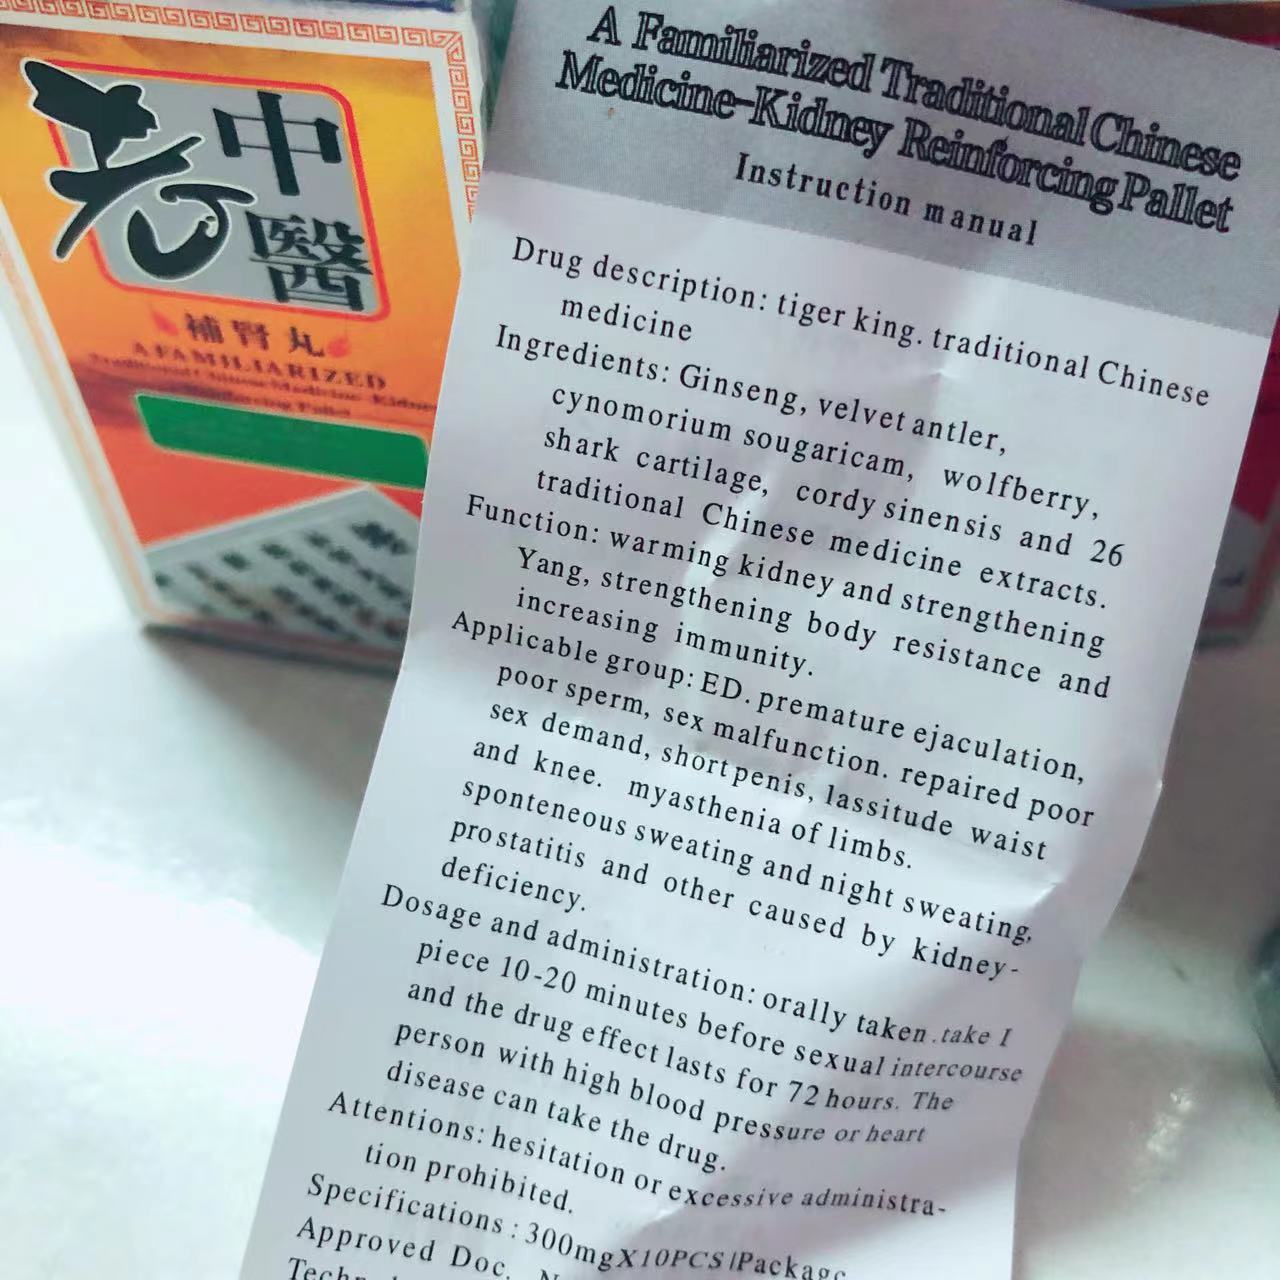 老中醫
補腎丸
A FAMILIARIZED
Traditional Chinese Medicine-Kidney
A Familiarized Traditional Chinese
Medicine-Kidney Reinforcing Pallet
Instruction manual
Drug description: tiger king. traditional Chinese
medicine
Ingredients: Ginseng, velvet antler,
cynomorium sougaricam, wolfberry,
shark cartilage, cordy sinensis and 26
traditional Chinese medicine extracts.
Function: warming kidney and strengthening
Yang, strengthening body resistance and
increasing immunity.
Applicable group: ED. premature ejaculation,
poor sperm, sex malfunction. repaired poor
sex demand, short penis, lassitude waist
and knee. myasthenia of limbs.
sponteneous sweating and night sweating,
prostatitis and other caused by kidney-
deficiency.
Dosage and administration: orally taken .take I
piece 10-20 minutes before sexual intercourse
and the drug effect lasts for 72 hours. The
person with high blood pressure or heart
disease can take the drug.
Attentions: hesitation or excessive administra-
tion prohibited.
Specifications : 300mgX10PCS/Package
Approved Doc.